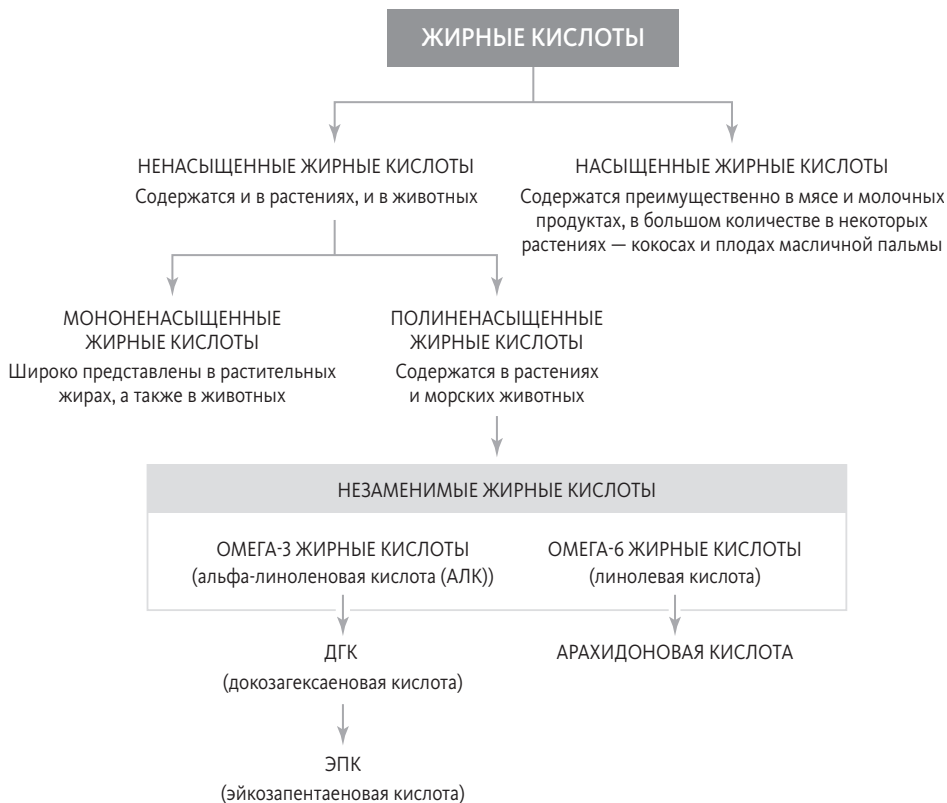 ЖИРНЫЕ КИСЛОТЫ
НЕНАСЫЩЕННЫЕ ЖИРНЫЕ КИСЛОТЫ
Содержатся и в растениях, и в животных
НАСЫЩЕННЫЕ ЖИРНЫЕ КИСЛОТЫ
Содержатся преимущественно в мясе и молочных
продуктах, в большом количестве в некоторых
растениях — кокосах и плодах масличной пальмы
МОНОНЕНАСЫЩЕННЫЕ
ЖИРНЫЕ КИСЛОТЫ
Широко представлены в растительных
жирах, а также в животных
ПОЛИНЕНАСЫЩЕННЫЕ
ЖИРНЫЕ КИСЛОТЫ
Содержатся в растениях
и морских животных
НЕЗАМЕНИМЫЕ ЖИРНЫЕ КИСЛОТЫ
ОМЕГА-3 ЖИРНЫЕ КИСЛОТЫ
(альфа-линоленовая кислота (АЛК))
ОМЕГА-6 ЖИРНЫЕ КИСЛОТЫ
(линолевая кислота)
ДГК
(докозагексаеновая кислота)
АРАХИДОНОВАЯ КИСЛОТА
ЭПК
(эйкозапентаеновая кислота)